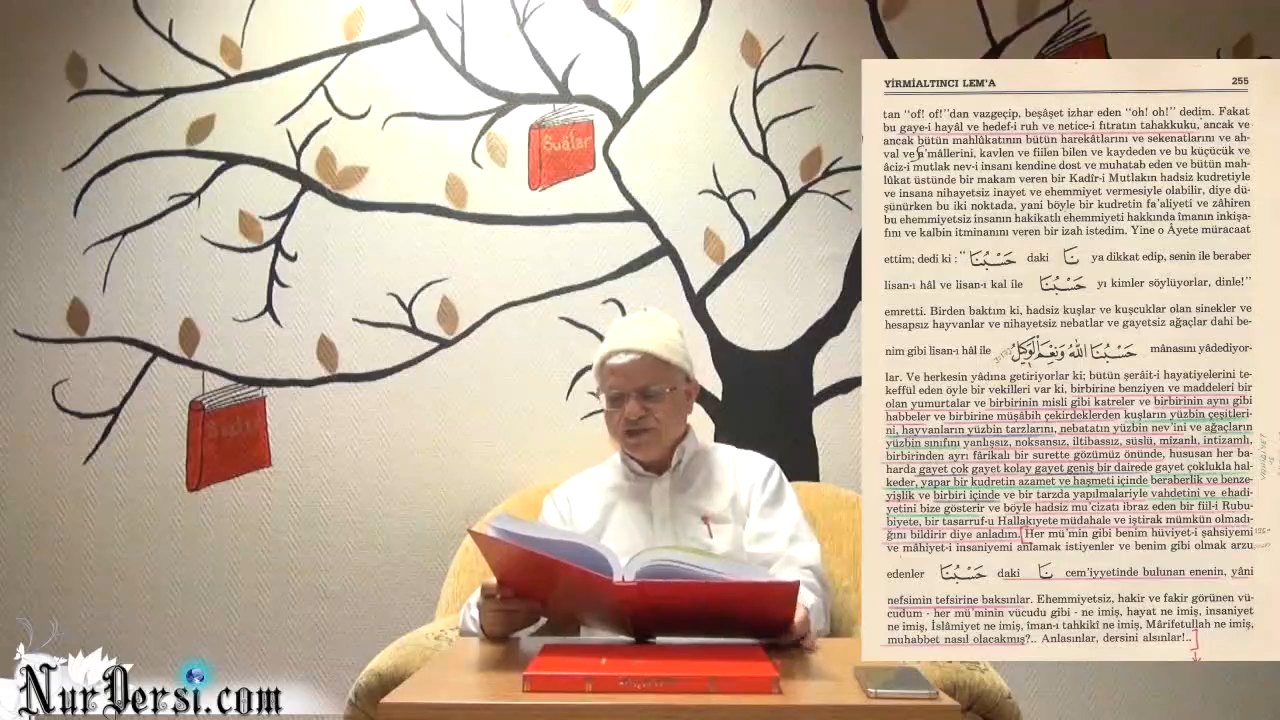 Şuâlar
YİRMİALTINCI LEM'A 255
tan "of! of!"dan vazgeçip, beşâşet izhar eden "oh! oh!" dedim. Fakat
bu gaye-i hayâl ve hedef-i ruh ve netice-i fıtratın tahakkuku, ancak ve
ancak bütün mahlûkatının bütün harekâtlarını ve sekenatlarını ve ah-
val ve a'mâllerini, kavlen ve fiilen bilen ve kaydeden ve bu küçücük ve
âciz-i mutlak nev-i insanı kendine dost ve muhatab eden ve bütün mah-
lûkat üstünde bir makam veren bir Kadîr-i Mutlakın hadsiz kudretiyle
ve insana nihayetsiz inayet ve ehemmiyet vermesiyle olabilir, diye dü-
şünürken bu iki noktada, yani böyle bir kudretin fa'aliyeti ve zâhiren
bu ehemmiyetsiz insanın hakikatlı ehemmiyeti hakkında îmanın inkişa-
fını ve kalbin itminanını veren bir izah istedim. Yine o Âyete müracaat
ettim; dedi ki : "حَسْبُنَا daki نَا ya dikkat edip, senin ile beraber
lisan-ı hâl ve lisan-ı kal ile حَسْبُنَا yı kimler söylüyorlar, dinle!"
emretti. Birden baktım ki, hadsiz kuşlar ve kuşcuklar olan sinekler ve
hesapsız hayvanlar ve nihayetsiz nebatlar ve gayetsiz ağaçlar dahi be-
nim gibi lisan-ı hâl ile حَسْبُنَا اللهُ وَنِعْمَ الْوَكِيلُ mânasını yâdediyor-
lar. Ve herkesin yâdına getiriyorlar ki; bütün şerâit-i hayatiyelerini te-
keffül eden öyle bir vekilleri var ki, birbirine benziyen ve maddeleri bir
olan yumurtalar ve birbirinin misli gibi katreler ve birbirinin aynı gibi
habbeler ve birbirine müşâbih çekirdeklerden kuşların yüzbin çeşitleri-
ni, hayvanların yüzbin tarzlarını, nebatatın yüzbin nev'ini ve ağaçların
yüzbin sınıfını yanlışsız, noksansız, iltibassız, süslü, mizanlı, intizamlı,
birbirinden ayrı fârikalı bir surette gözümüz önünde, hususan her ba-
harda gayet çok gayet kolay gayet geniş bir dairede gayet çoklukla hal-
keder, yapar bir kudretin azamet ve haşmeti içinde beraberlik ve benze-
yişlik ve birbiri içinde ve bir tarzda yapılmalariyle vahdetini ve ehadi-
yetini bize gösterir ve böyle hadsiz mu'cizatı ibraz eden bir fiil-i Rubu-
biyete, bir tasarruf-u Hallakıyete müdahale ve iştirak mümkün olmadı-
ğını bildirir diye anladım. Her mü'min gibi benim hüviyet-i şahsiyemi
ve mâhiyet-i insaniyemi anlamak istiyenler ve benim gibi olmak arzu
edenler حَسْبُنَا daki نَا cem'iyyetinde bulunan enenin, yâni
nefsimin tefsirine baksınlar. Ehemmiyetsiz, hakir ve fakir görünen vü-
cudum - her mü'minin vücudu gibi - ne imiş, hayat ne imiş, insaniyet
ne imiş, İslâmiyet ne imiş, îman-ı tahkikî ne imiş, Mârifetullah ne imiş,
muhabbet nasıl olacakmış?.. Anlasınlar, dersini alsınlar!..
NurDersi.com